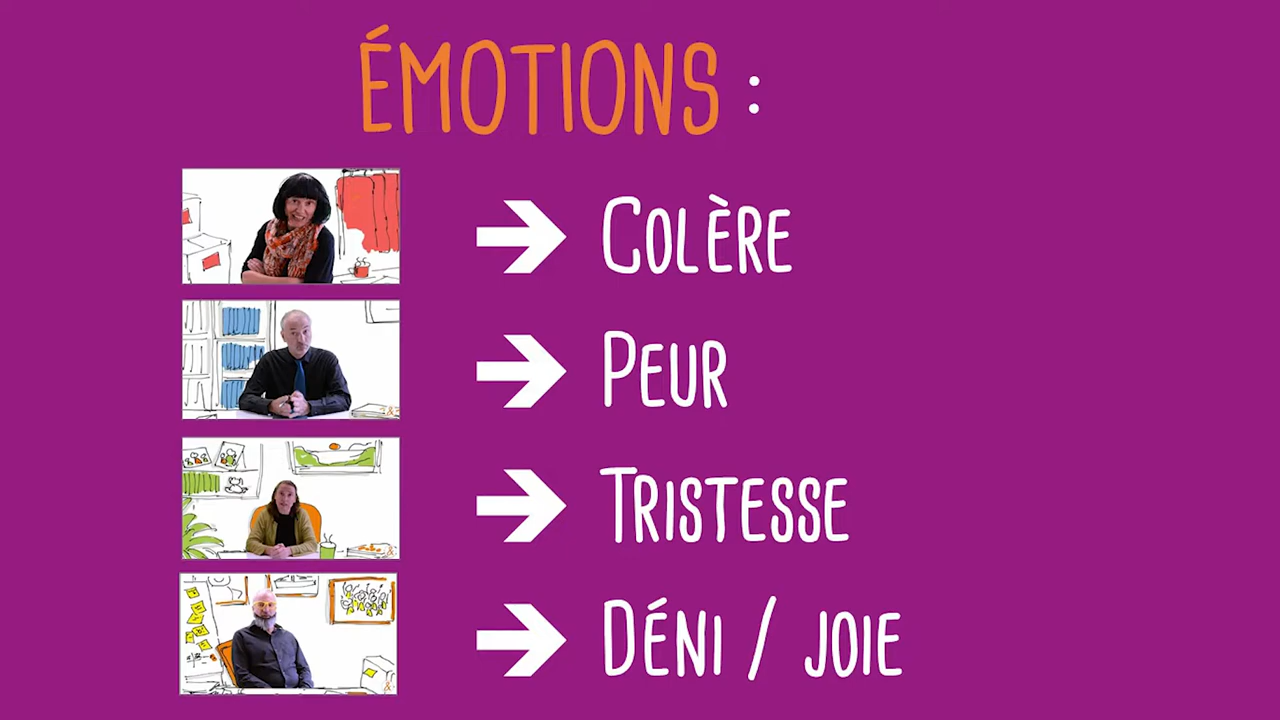 ÉMOTIONS :
COLÈRE
PEUR
TRISTESSE
DÉNI / JOIE